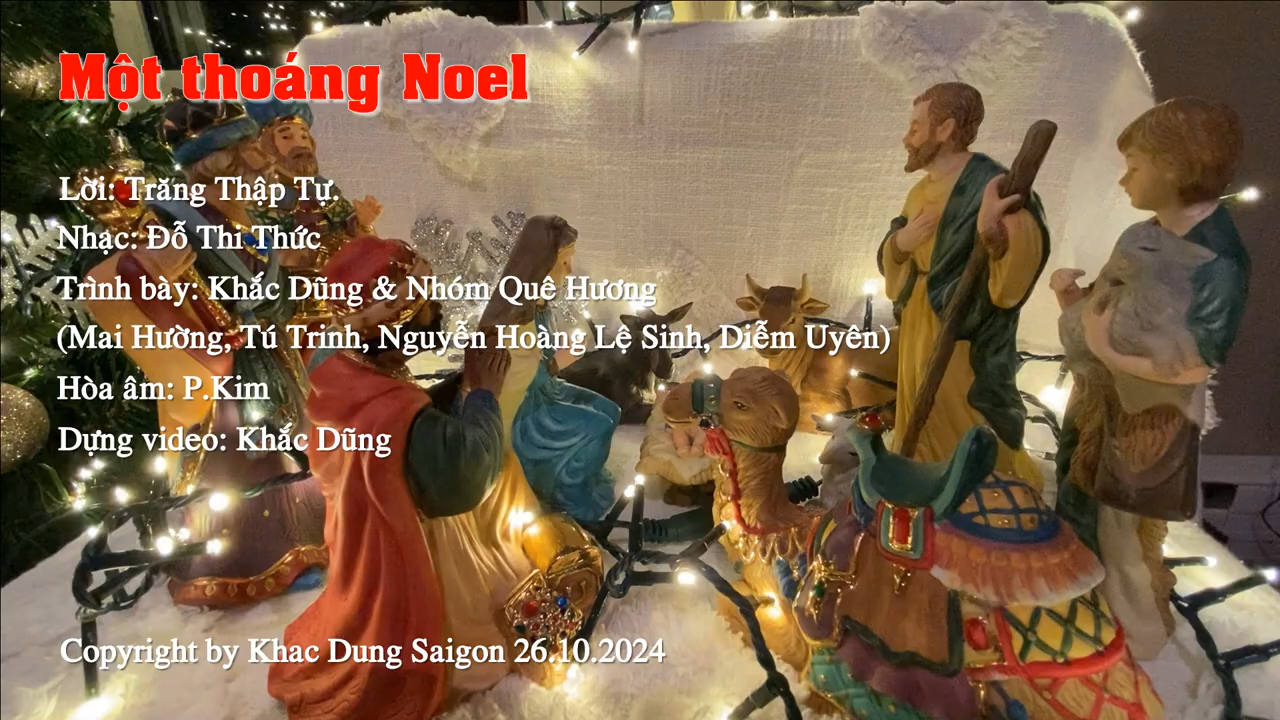 Một thoáng Noel
Lời: Trăng Thập Tự.
Nhạc: Đỗ Thi Thức
Trình bày: Khắc Dũng & Nhóm Quê Hương
(Mai Hường, Tú Trinh, Nguyễn Hoàng Lệ Sinh, Diễm Uyên)
Hòa âm: P.Kim
Dựng video: Khắc Dũng
Copyright by Khac Dung Saigon 26.10.2024